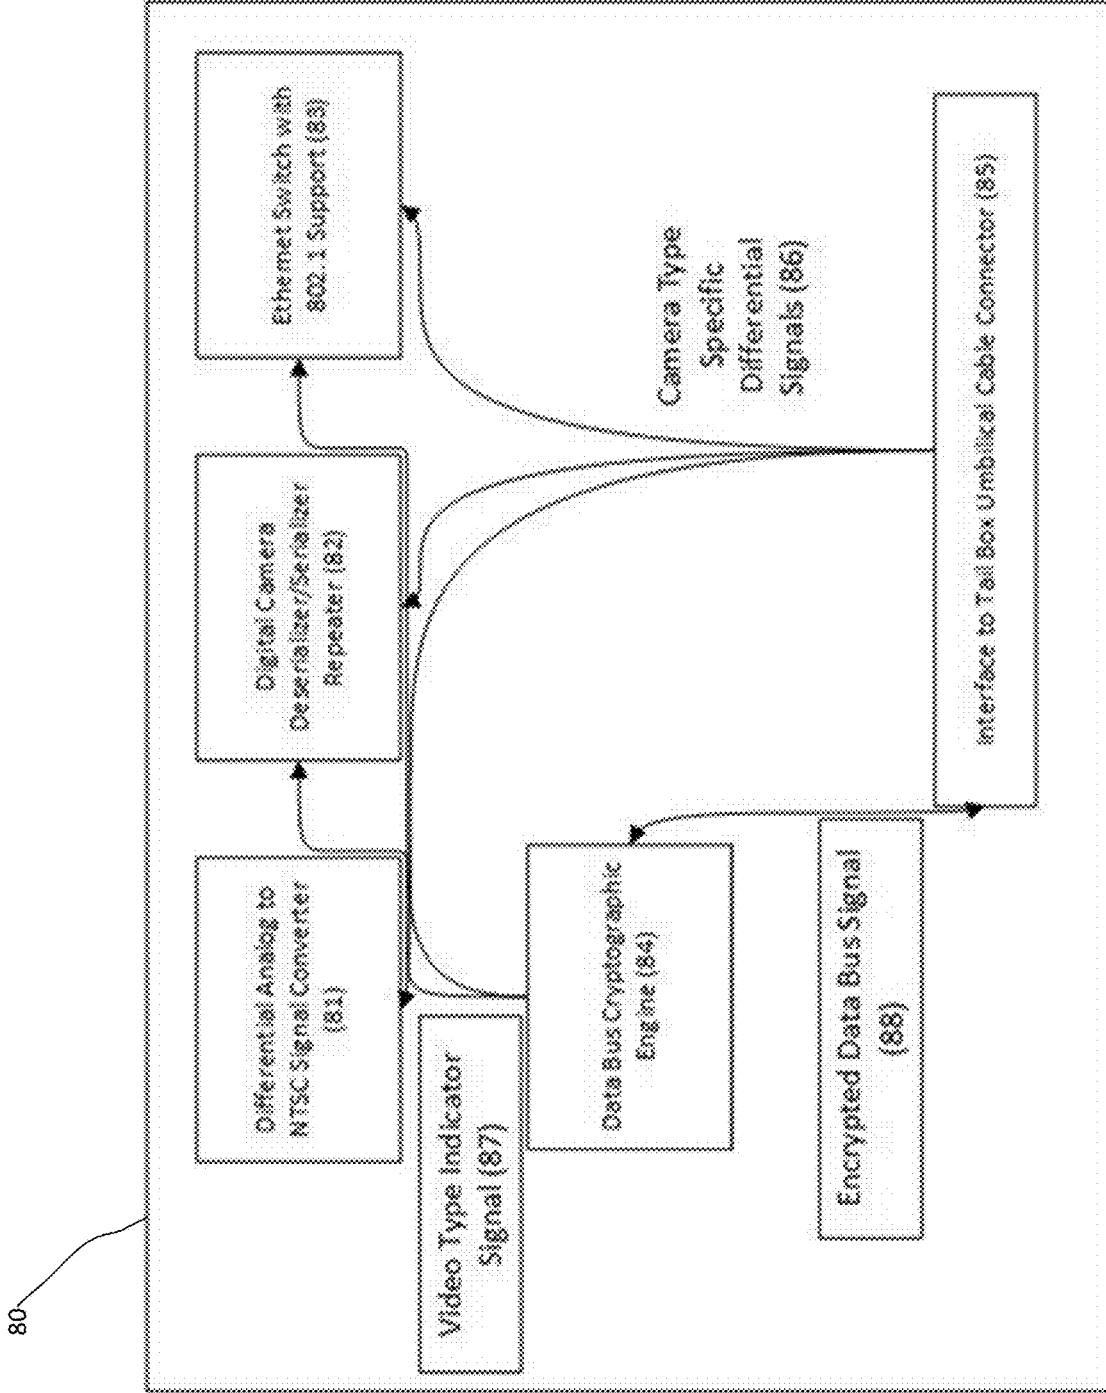 80
Differential Analog to
NTSC Signal Converter
(81)
Digital Camera
Deserializer/Serializer
Repeater (82)
Ethernet Switch with
802.1 Support (83)
Video Type Indicator
Signal (87)
Data Bus Cryptographic
Engine (84)
Camera Type
Specific
Differential
Signals (86)
Encrypted Data Bus Signal
(88)
Interface to Tail Box Umbilical Cable Connector (85)